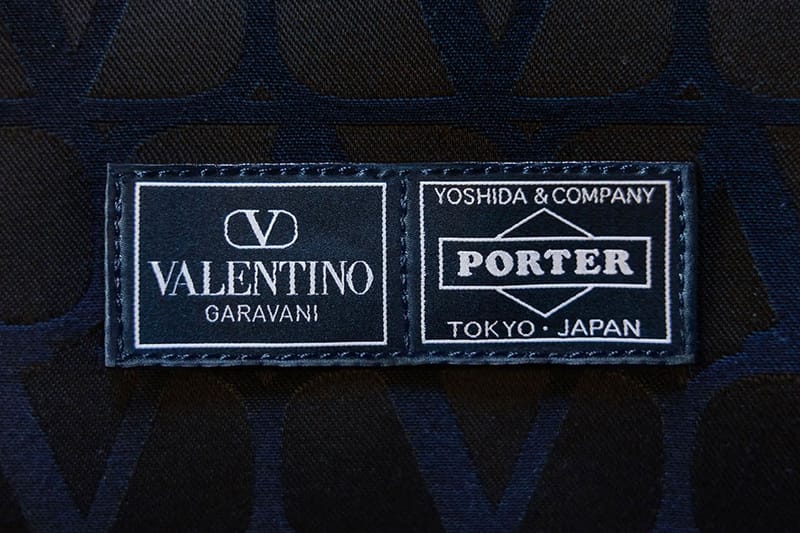 V
VALENTINO
GARAVANI
YOSHIDA & COMPANY
PORTER
TOKYO · JAPAN